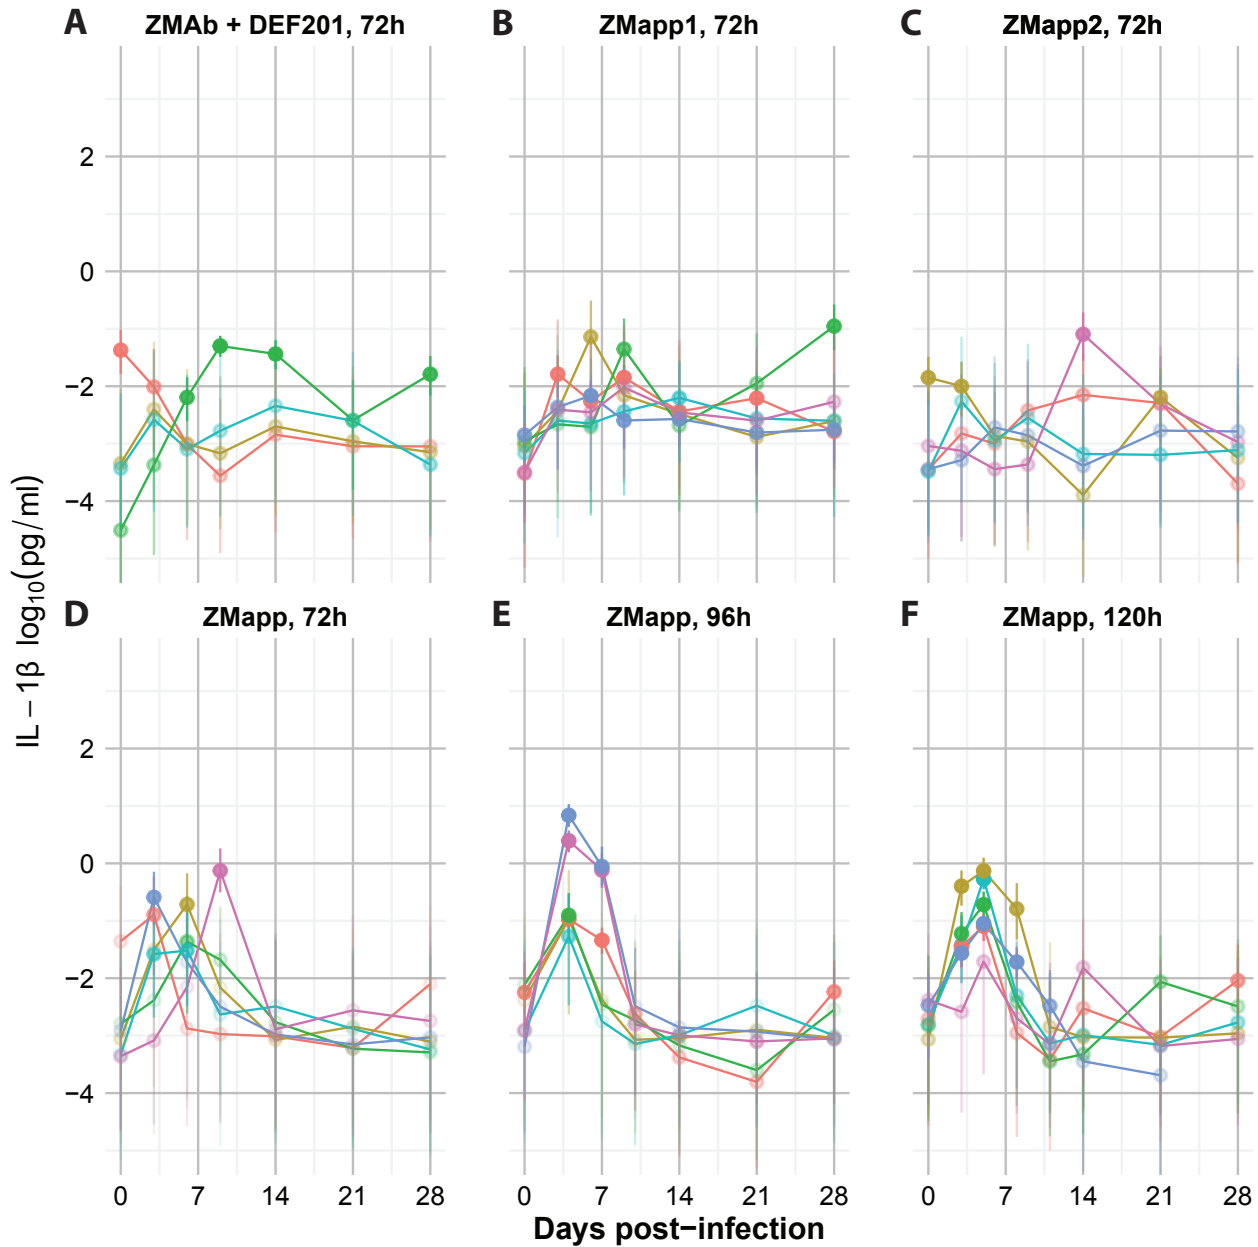 A ZMAb + DEF201, 72h B ZMapp1, 72h C ZMapp2, 72h
2
0
−2
−4
D ZMapp, 72h E ZMapp, 96h F ZMapp, 120h
2
0
−2
−4
IL − 1β log₁₀(pg/ml)
0 7 14 21 28 0 7 14 21 28 0 7 14 21 28
Days post−infection